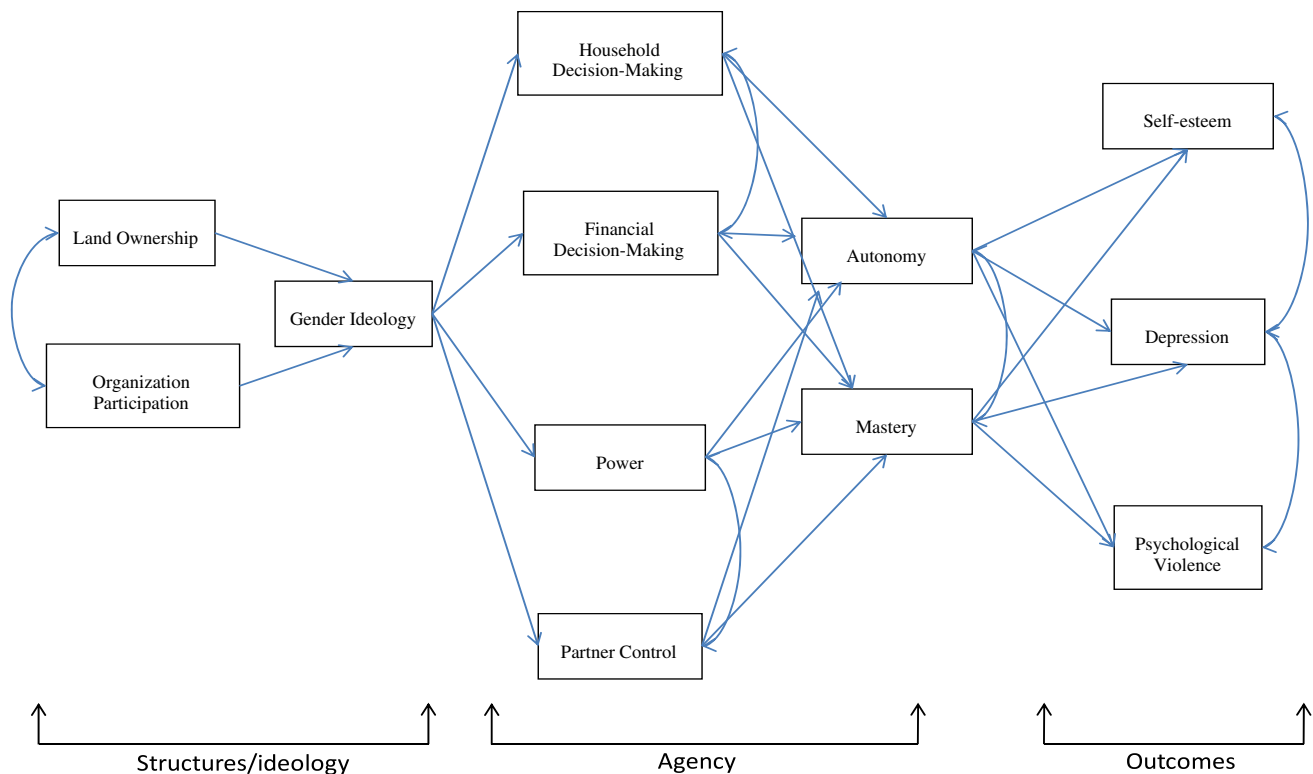 Household
Decision-Making
Self-esteem
Land Ownership
Financial
Decision-Making
Autonomy
Gender Ideology
Depression
Organization
Participation
Mastery
Power
Psychological
Violence
Partner Control
Structures/ideology
Agency
Outcomes